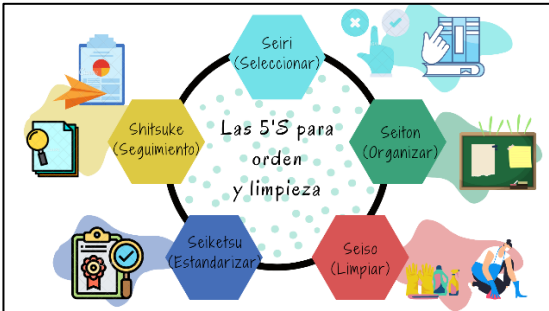 Seiri
(Seleccionar)
Seiton
(Organizar)
Seiso
(Limpiar)
Seiketsu
(Estandarizar)
Shitsuke
(Seguimiento)
Las 5'S para
orden
y limpieza